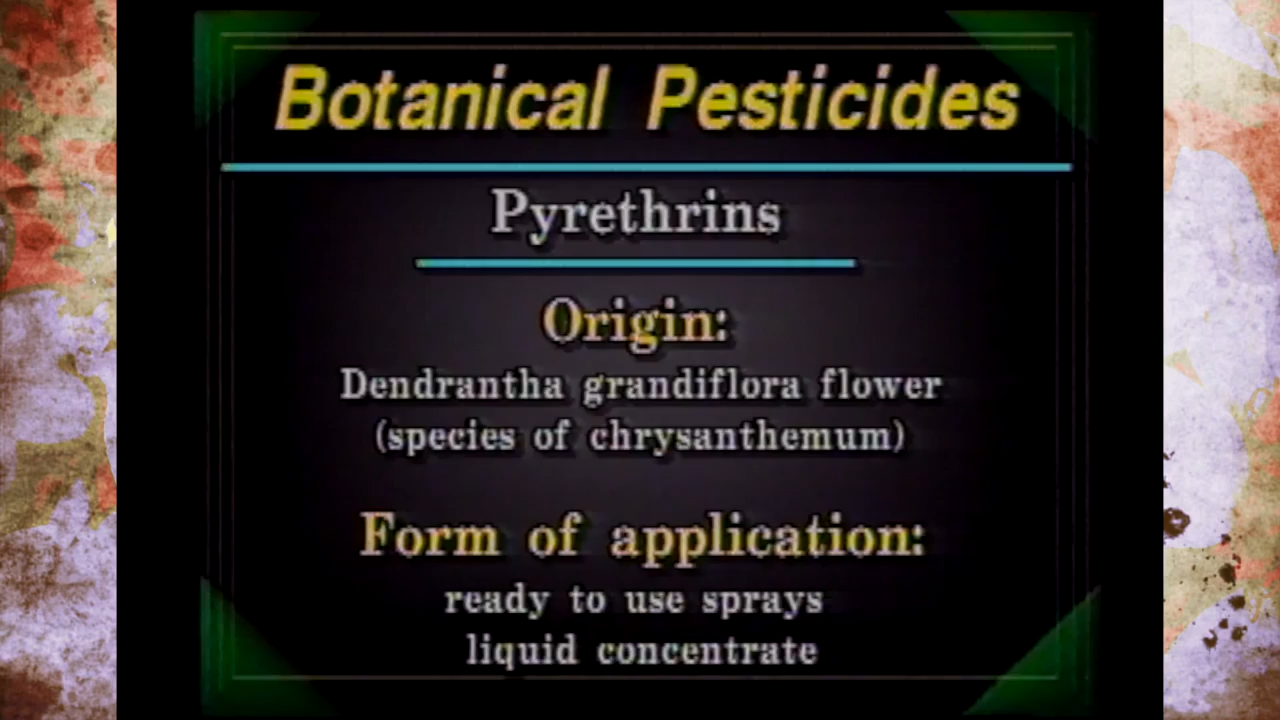 Botanical Pesticides
Pyrethrins
Origin:
Dendrantha grandiflora flower
(species of chrysanthemum)
Form of application:
ready to use sprays
liquid concentrate